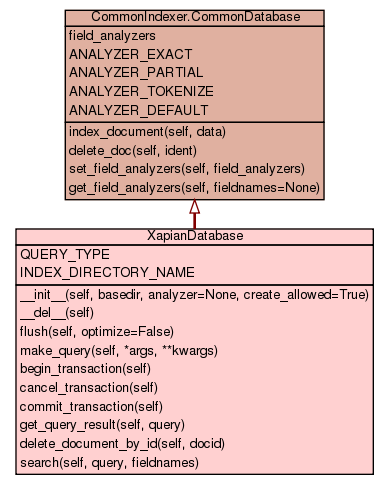 CommonIndexer.CommonDatabase
field_analyzers
ANALYZER_EXACT
ANALYZER_PARTIAL
ANALYZER_TOKENIZE
ANALYZER_DEFAULT
index_document(self, data)
delete_doc(self, ident)
set_field_analyzers(self, field_analyzers)
get_field_analyzers(self, fieldnames=None)
XapianDatabase
QUERY_TYPE
INDEX_DIRECTORY_NAME
__init__(self, basedir, analyzer=None, create_allowed=True)
__del__(self)
flush(self, optimize=False)
make_query(self, *args, **kwargs)
begin_transaction(self)
cancel_transaction(self)
commit_transaction(self)
get_query_result(self, query)
delete_document_by_id(self, docid)
search(self, query, fieldnames)